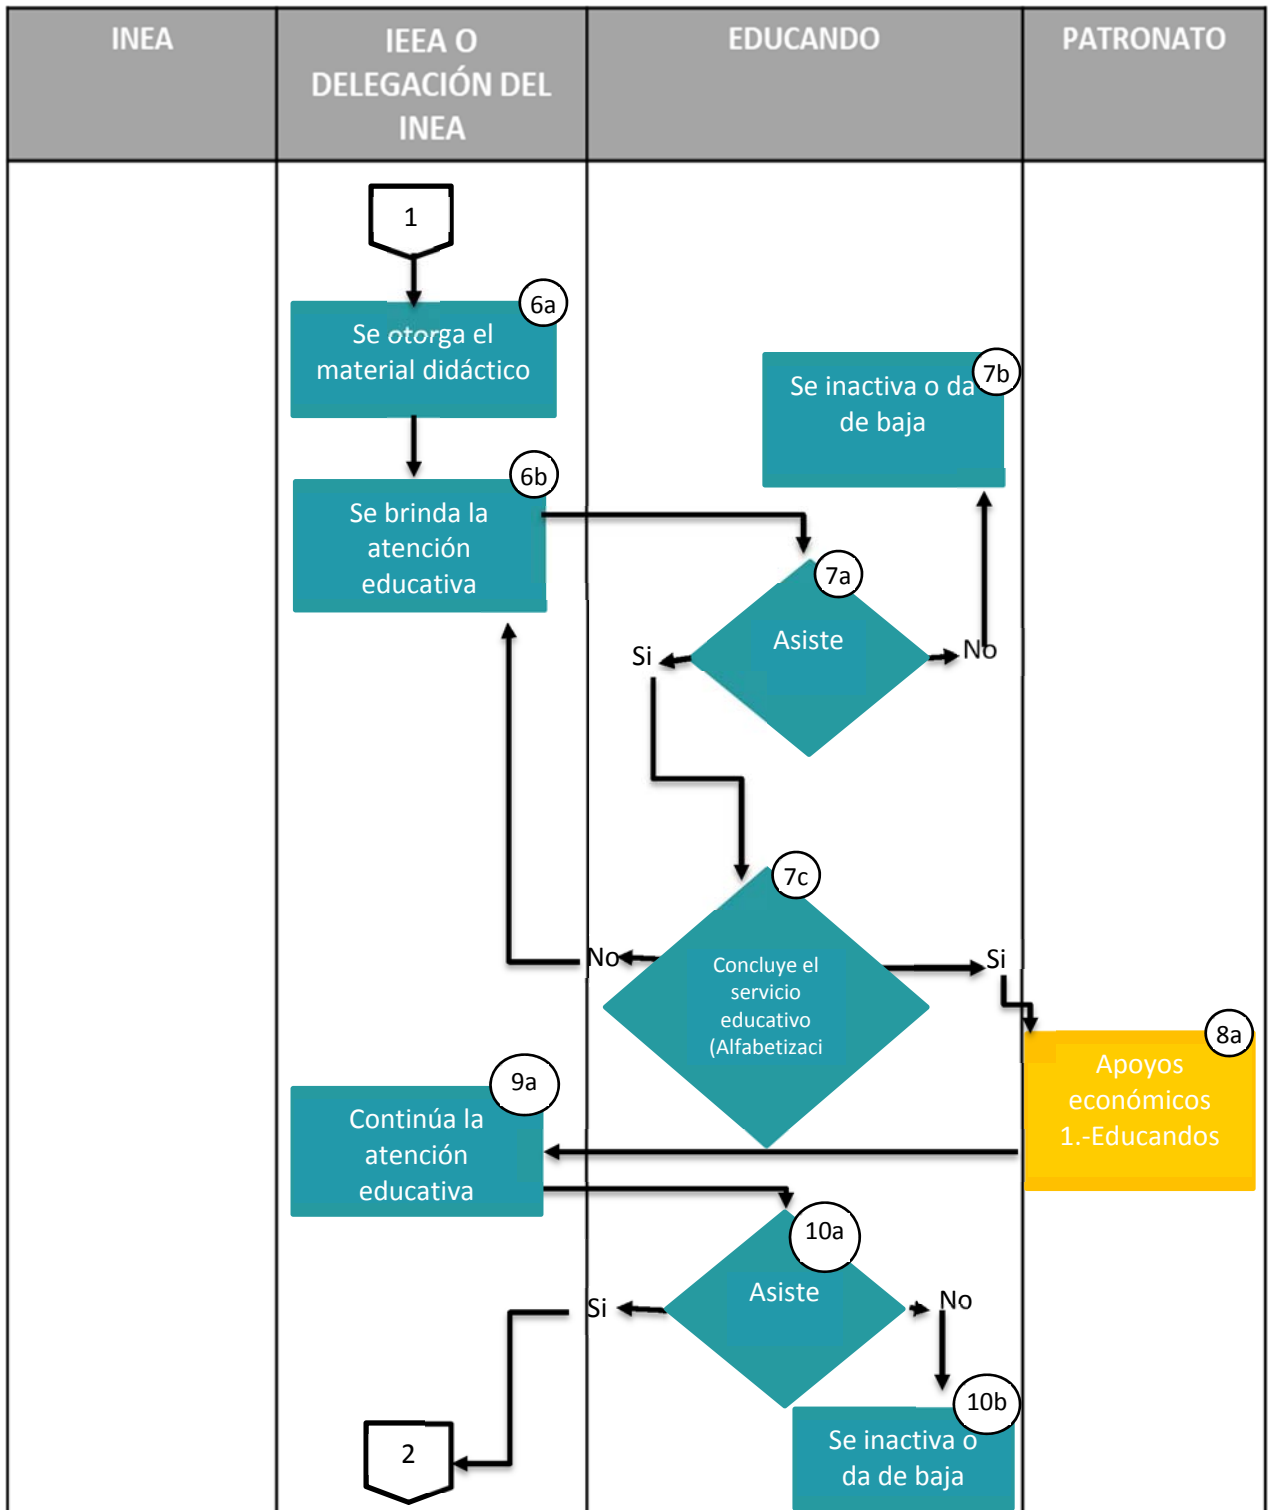 INEA
IEEA O
DELEGACIÓN DEL
INEA
EDUCANDO
PATRONATO
1
6a
Se otorga el
material didáctico
7b
Se inactiva o da
de baja
6b
Se brinda la
atención
educativa
7a
Asiste
Si
No
7c
Concluye el
servicio
educativo
(Alfabetizaci
No
Si
8a
Apoyos
económicos
1.-Educandos
9a
Continúa la
atención
educativa
10a
Asiste
Si
No
10b
Se inactiva o
da de baja
2